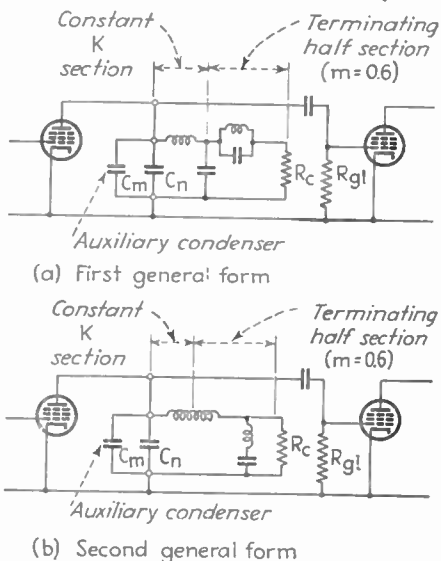 Constant
K
section
Terminating
half section
(m=0.6)
Cm
Cn
Rc
Rgl
Auxiliary condenser
(a) First general form
Constant
K
section
Terminating
half section
(m=0.6)
Cm
Cn
Rc
Rgl
Auxiliary condenser
(b) Second general form